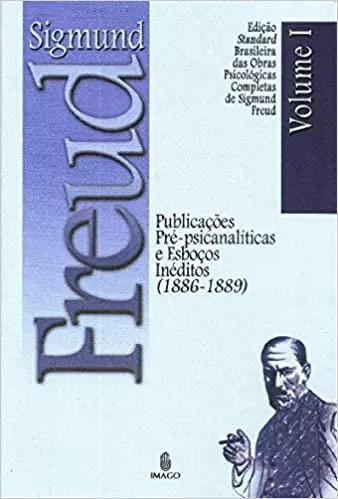 Sigmund
Freud
Edição
Standard
Brasileira
das Obras
Psicológicas
Completas
de Sigmund
Freud
Volume I
Publicações
Pré-psicanalíticas
e Esboços
Inéditos
(1886-1889)
IMAGO